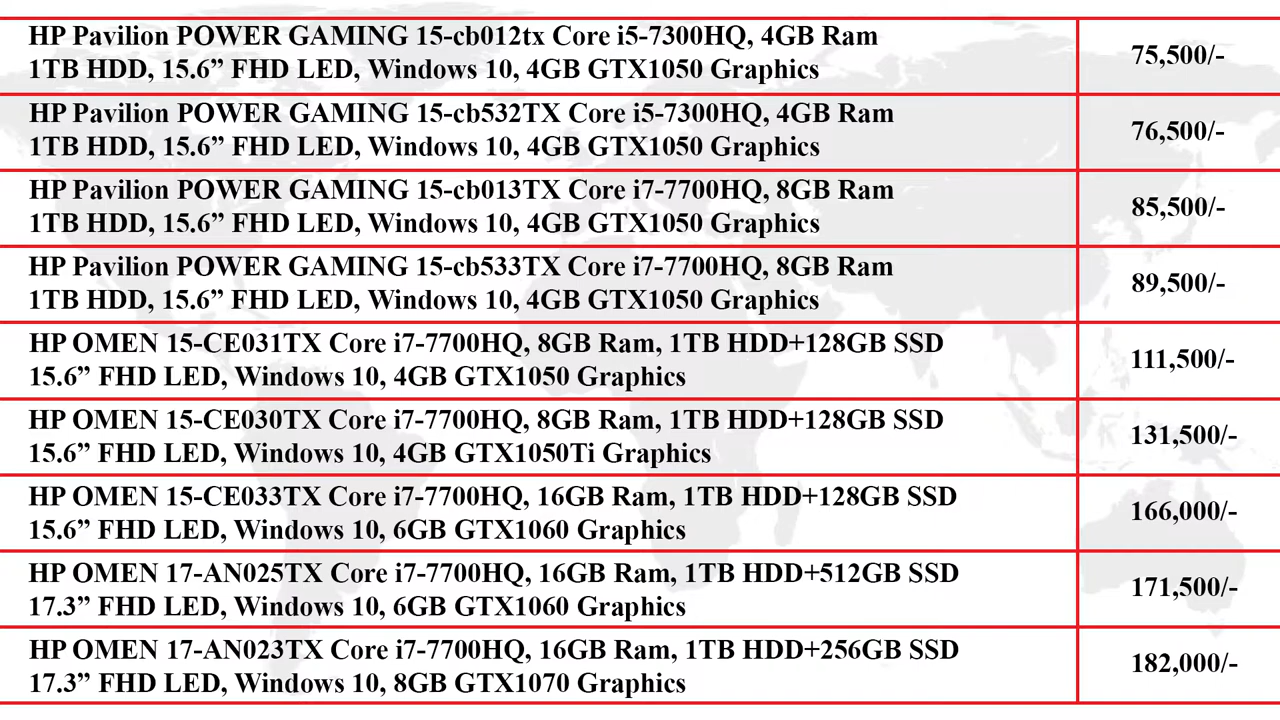 HP Pavilion POWER GAMING 15-cb012tx Core i5-7300HQ, 4GB Ram
1TB HDD, 15.6” FHD LED, Windows 10, 4GB GTX1050 Graphics
75,500/-
HP Pavilion POWER GAMING 15-cb532TX Core i5-7300HQ, 4GB Ram
1TB HDD, 15.6” FHD LED, Windows 10, 4GB GTX1050 Graphics
76,500/-
HP Pavilion POWER GAMING 15-cb013TX Core i7-7700HQ, 8GB Ram
1TB HDD, 15.6” FHD LED, Windows 10, 4GB GTX1050 Graphics
85,500/-
HP Pavilion POWER GAMING 15-cb533TX Core i7-7700HQ, 8GB Ram
1TB HDD, 15.6” FHD LED, Windows 10, 4GB GTX1050 Graphics
89,500/-
HP OMEN 15-CE031TX Core i7-7700HQ, 8GB Ram, 1TB HDD+128GB SSD
15.6” FHD LED, Windows 10, 4GB GTX1050 Graphics
111,500/-
HP OMEN 15-CE030TX Core i7-7700HQ, 8GB Ram, 1TB HDD+128GB SSD
15.6” FHD LED, Windows 10, 4GB GTX1050Ti Graphics
131,500/-
HP OMEN 15-CE033TX Core i7-7700HQ, 16GB Ram, 1TB HDD+128GB SSD
15.6” FHD LED, Windows 10, 6GB GTX1060 Graphics
166,000/-
HP OMEN 17-AN025TX Core i7-7700HQ, 16GB Ram, 1TB HDD+512GB SSD
17.3” FHD LED, Windows 10, 6GB GTX1060 Graphics
171,500/-
HP OMEN 17-AN023TX Core i7-7700HQ, 16GB Ram, 1TB HDD+256GB SSD
17.3” FHD LED, Windows 10, 8GB GTX1070 Graphics
182,000/-